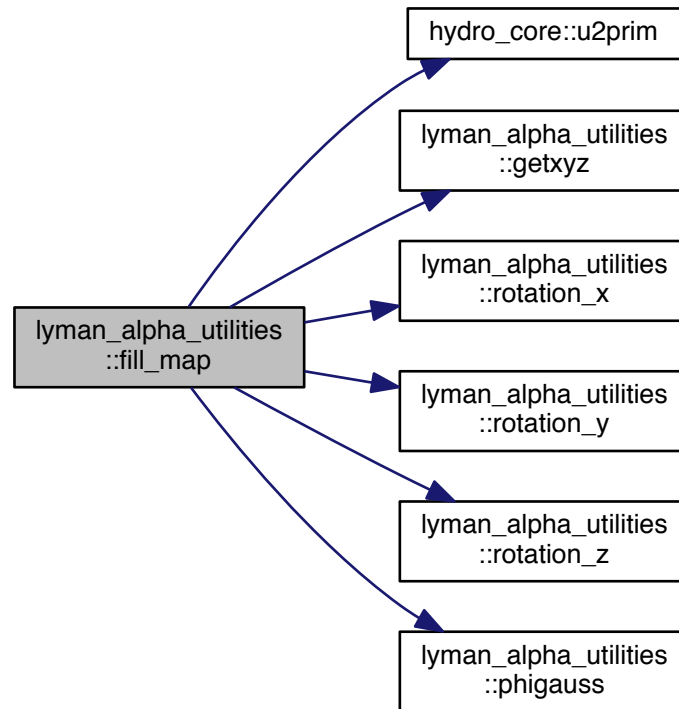 hydro_core::u2prim
lyman_alpha_utilities
::getxyz
lyman_alpha_utilities
::rotation_x
lyman_alpha_utilities
::fill_map
lyman_alpha_utilities
::rotation_y
lyman_alpha_utilities
::rotation_z
lyman_alpha_utilities
::phigauss